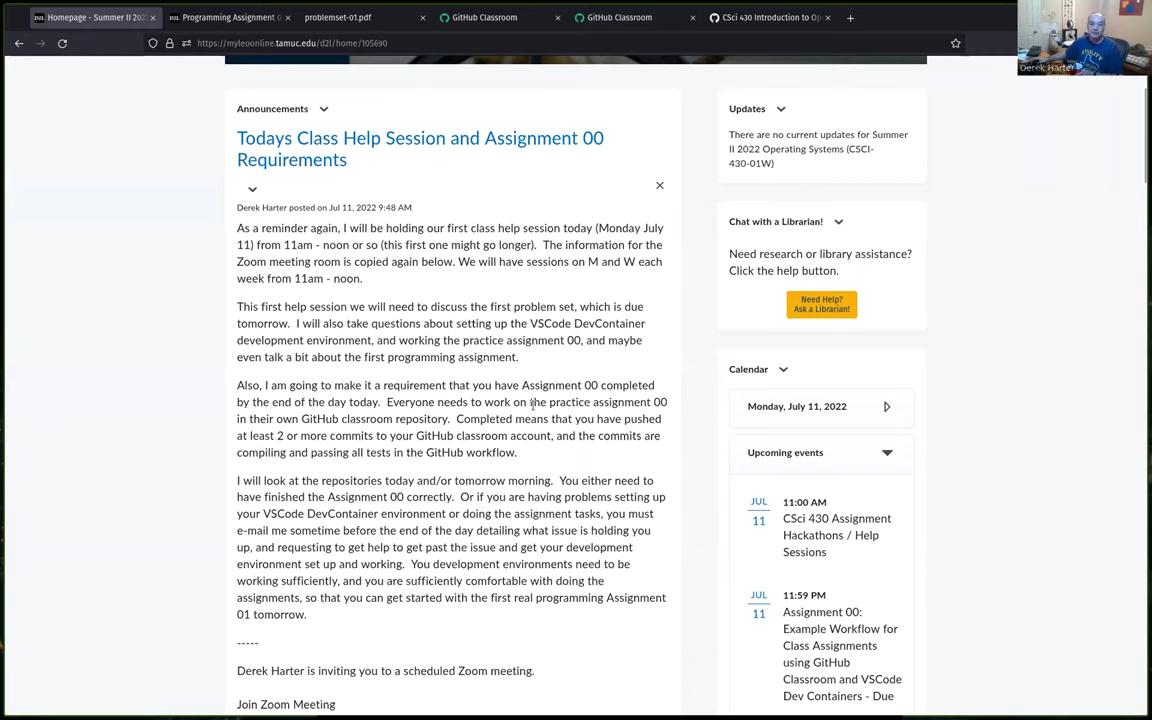 Homepage - Summer II 202
Programming Assignment 0
problemset-01.pdf
GitHub Classroom
GitHub Classroom
CSci 430 Introduction to Op
https://myleoonline.tamuc.edu/d2l/home/105690
Derek Harter
Announcements
Todays Class Help Session and Assignment 00
Requirements
Derek Harter posted on Jul 11, 2022 9:48 AM
As a reminder again, I will be holding our first class help session today (Monday July
11) from 11am - noon or so (this first one might go longer).  The information for the
Zoom meeting room is copied again below. We will have sessions on M and W each
week from 11am - noon.
This first help session we will need to discuss the first problem set, which is due
tomorrow.  I will also take questions about setting up the VSCode DevContainer
development environment, and working the practice assignment 00, and maybe
even talk a bit about the first programming assignment.
Also, I am going to make it a requirement that you have Assignment 00 completed
by the end of the day today.  Everyone needs to work on the practice assignment 00
in their own GitHub classroom repository.  Completed means that you have pushed
at least 2 or more commits to your GitHub classroom account, and the commits are
compiling and passing all tests in the GitHub workflow.
I will look at the repositories today and/or tomorrow morning.  You either need to
have finished the Assignment 00 correctly.  Or if you are having problems setting up
your VSCode DevContainer environment or doing the assignment tasks, you must
e-mail me sometime before the end of the day detailing what issue is holding you
up, and requesting to get help to get past the issue and get your development
environment set up and working.  You development environments need to be
working sufficiently, and you are sufficiently comfortable with doing the
assignments, so that you can get started with the first real programming Assignment
01 tomorrow.
-----
Derek Harter is inviting you to a scheduled Zoom meeting.
Join Zoom Meeting
Updates
There are no current updates for Summer
II 2022 Operating Systems (CSCI-
430-01W)
Chat with a Librarian!
Need research or library assistance?
Click the help button.
Need Help?
Ask a Librarian!
Calendar
Monday, July 11, 2022
Upcoming events
JUL
11
11:00 AM
CSci 430 Assignment
Hackathons / Help
Sessions
JUL
11
11:59 PM
Assignment 00:
Example Workflow for
Class Assignments
using GitHub
Classroom and VSCode
Dev Containers - Due